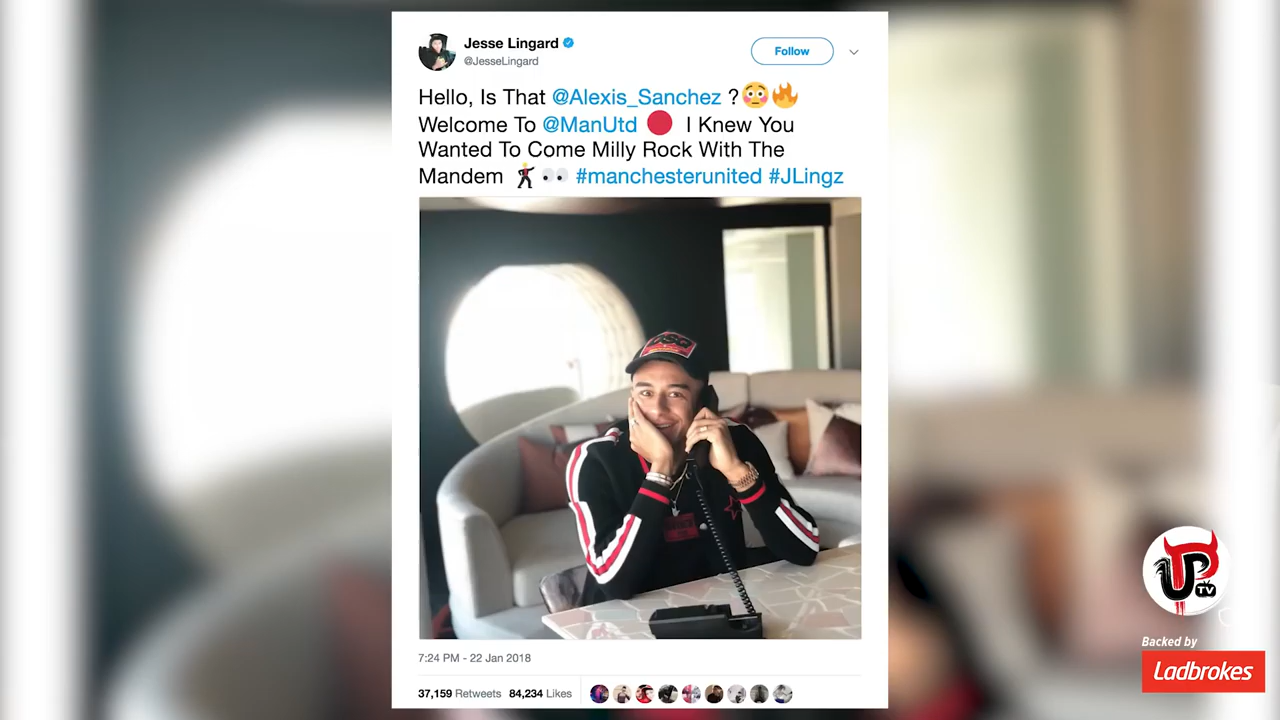 Jesse Lingard
Follow
@JesseLingard
Hello, Is That @Alexis_Sanchez ?😳🔥
Welcome To @ManUtd 🔴 I Knew You
Wanted To Come Milly Rock With The
Mandem 🕺👀 #manchesterunited #JLingz
7:24 PM - 22 Jan 2018
37,159 Retweets 84,234 Likes
UP
TV
Backed by
Ladbrokes